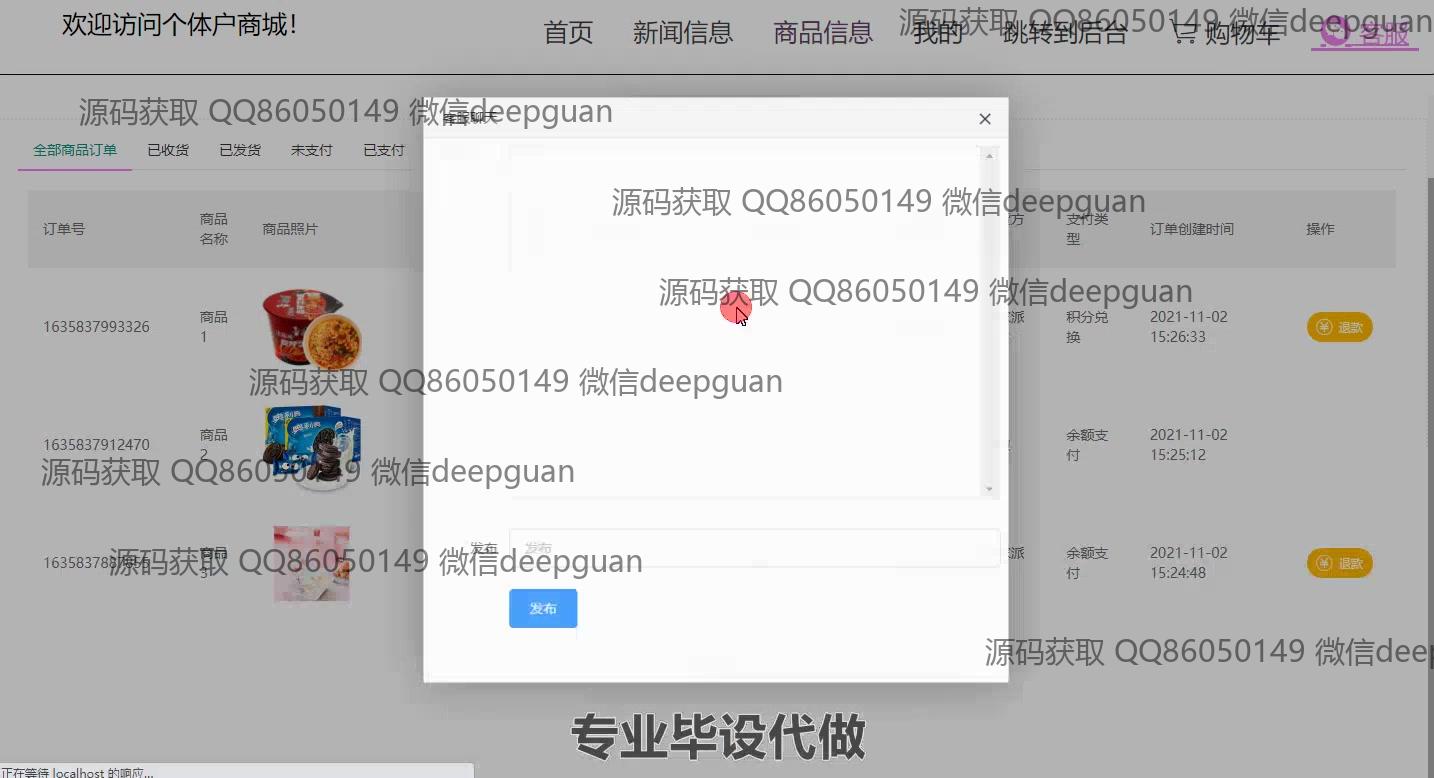 欢迎访问个体户商城！
首页 新闻信息 商品信息 我的 跳转到后台 购物车 客服
源码获取 QQ86050149 微信deepguan
源码获取 QQ86050149 微信deepguan
客服聊天
全部商品订单 已收货 已发货 未支付 已支付
源码获取 QQ86050149 微信deepguan
订单号 商品名称 商品照片 支付类型 订单创建时间 操作
源码获取 QQ86050149 微信deepguan
1635837993326 商品1 积分兑换 2021-11-02 15:26:33 退款
源码获取 QQ86050149 微信deepguan
1635837912470 商品2 余额支付 2021-11-02 15:25:12
源码获取 QQ86050149 微信deepguan
发布 发布
商品3 余额支付 2021-11-02 15:24:48 退款
源码获取 QQ86050149 微信deepguan
发布
源码获取 QQ86050149 微信dee
专业毕设代做
正在等待 localhost 的响应...